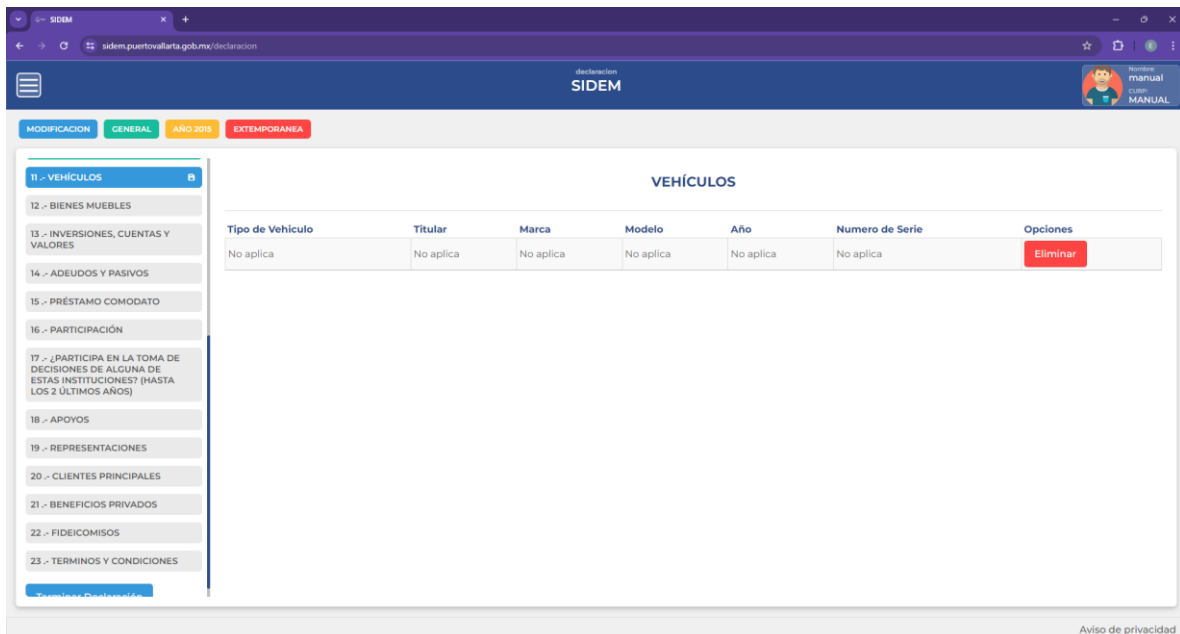 SIDEM
sidem.puertovallarta.gob.mx/declaracion
declaracion
SIDEM
Nombre
manual
CURP:
MANUAL
MODIFICACION
GENERAL
AÑO 2015
EXTEMPORANEA
11 .- VEHÍCULOS
12 .- BIENES MUEBLES
13 .- INVERSIONES, CUENTAS Y
VALORES
14 .- ADEUDOS Y PASIVOS
15 .- PRÉSTAMO COMODATO
16 .- PARTICIPACIÓN
17 .- ¿PARTICIPA EN LA TOMA DE
DECISIONES DE ALGUNA DE
ESTAS INSTITUCIONES? (HASTA
LOS 2 ÚLTIMOS AÑOS)
18 .- APOYOS
19 .- REPRESENTACIONES
20 .- CLIENTES PRINCIPALES
21 .- BENEFICIOS PRIVADOS
22 .- FIDEICOMISOS
23 .- TERMINOS Y CONDICIONES
Terminar Declaración
VEHÍCULOS
Tipo de Vehiculo Titular Marca Modelo Año Numero de Serie Opciones
No aplica No aplica No aplica No aplica No aplica No aplica Eliminar
Aviso de privacidad